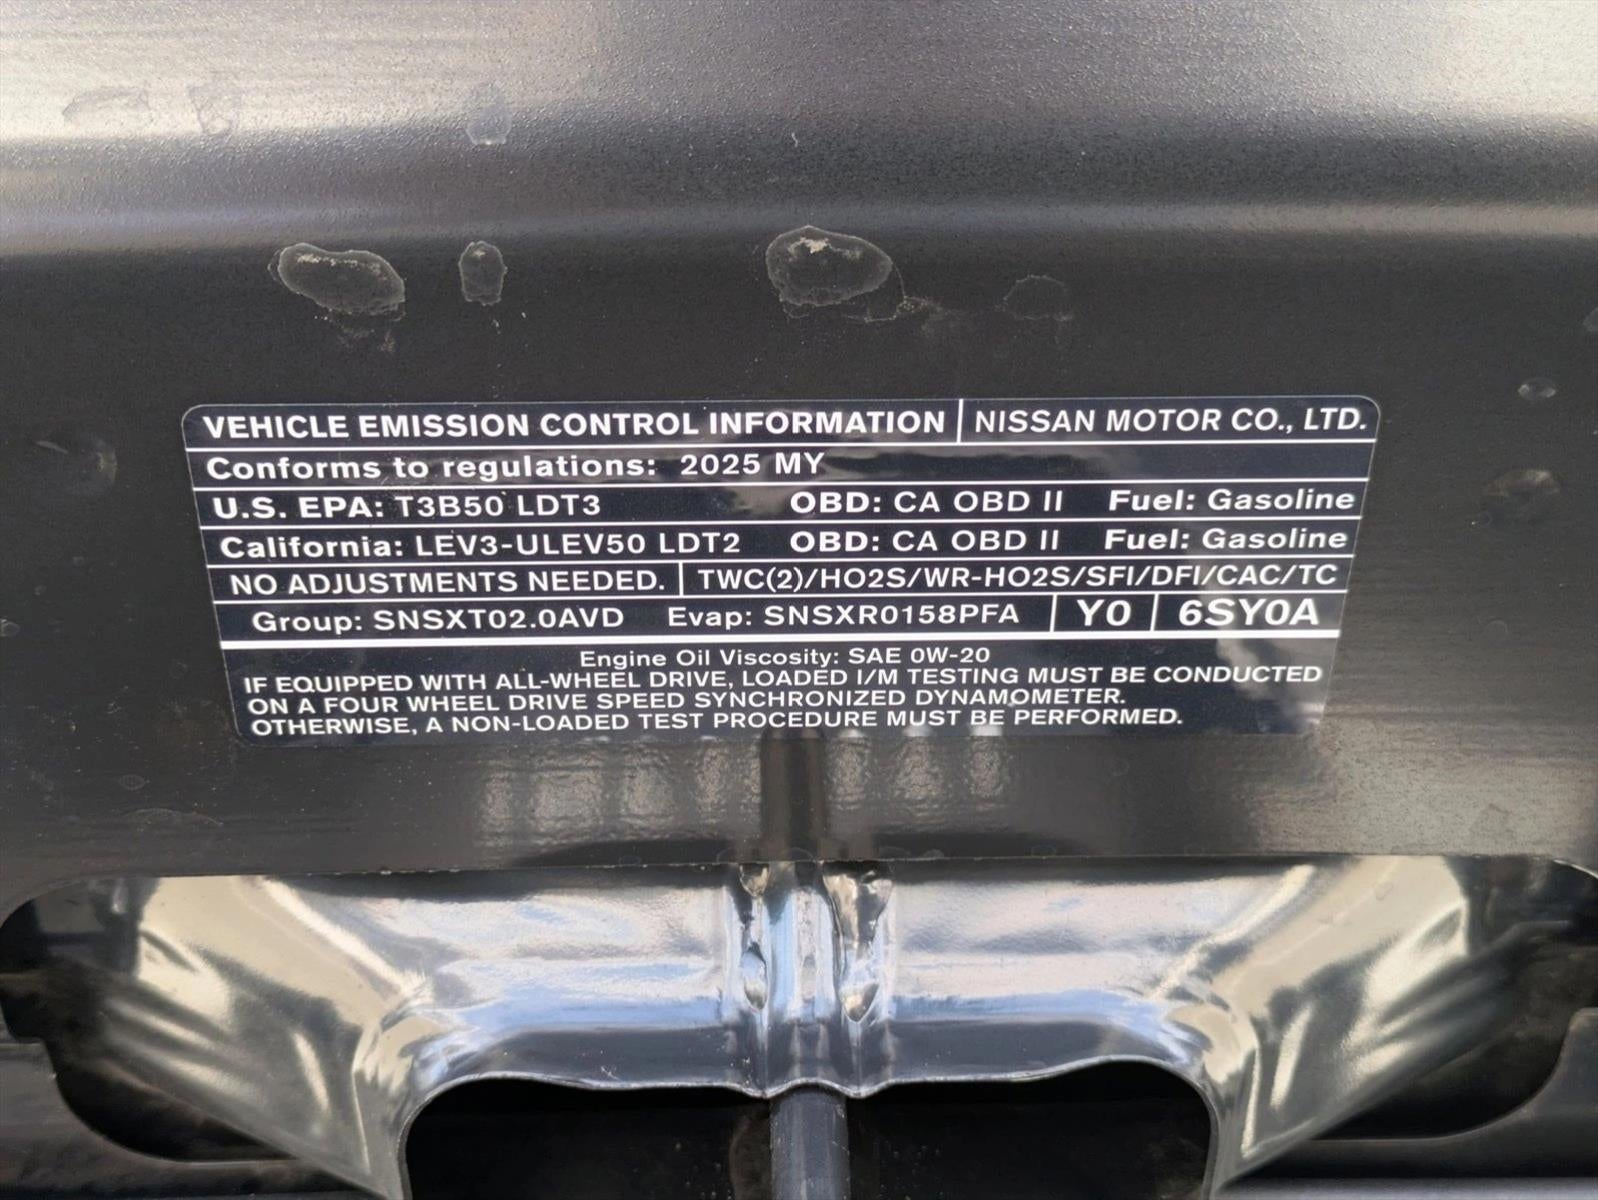 VEHICLE EMISSION CONTROL INFORMATION NISSAN MOTOR CO., LTD.
Conforms to regulations: 2025 MY
U.S. EPA: T3B50 LDT3 OBD: CA OBD II Fuel: Gasoline
California: LEV3-ULEV50 LDT2 OBD: CA OBD II Fuel: Gasoline
NO ADJUSTMENTS NEEDED. TWC(2)/HO2S/WR-HO2S/SFI/DFI/CAC/TC
Group: SNSXT02.0AVD Evap: SNSXR0158PFA Y0 6SY0A
Engine Oil Viscosity: SAE 0W-20
IF EQUIPPED WITH ALL-WHEEL DRIVE, LOADED I/M TESTING MUST BE CONDUCTED
ON A FOUR WHEEL DRIVE SPEED SYNCHRONIZED DYNAMOMETER.
OTHERWISE, A NON-LOADED TEST PROCEDURE MUST BE PERFORMED.